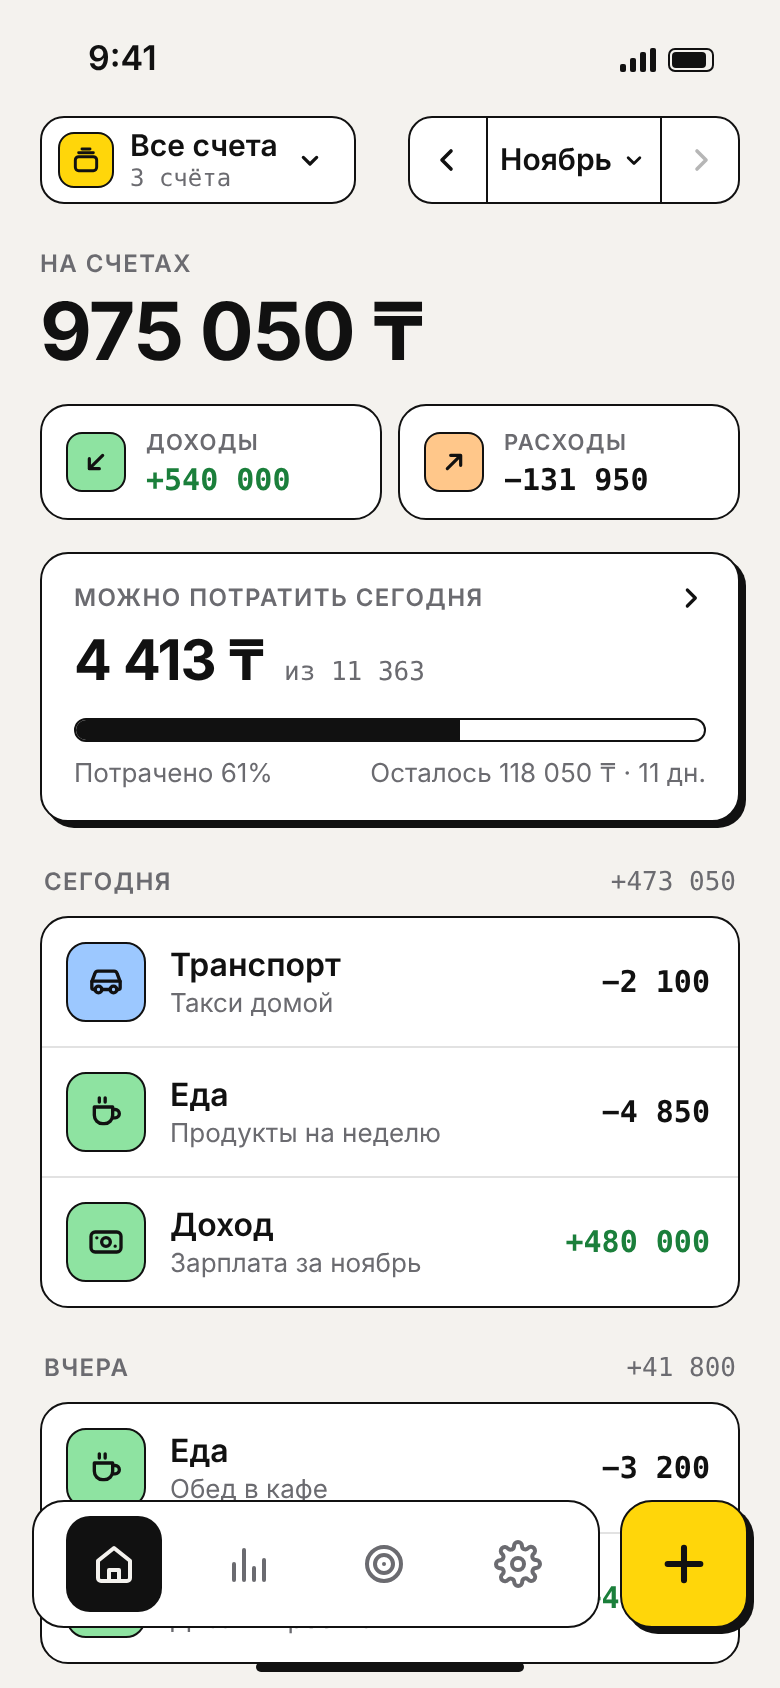 9:41
Все счета
3 счёта
Ноябрь
НА СЧЕТАХ
975 050 ₸
ДОХОДЫ
+540 000
РАСХОДЫ
−131 950
МОЖНО ПОТРАТИТЬ СЕГОДНЯ
4 413 ₸ из 11 363
Потрачено 61%
Осталось 118 050 ₸ · 11 дн.
СЕГОДНЯ
+473 050
Транспорт
Такси домой
−2 100
Еда
Продукты на неделю
−4 850
Доход
Зарплата за ноябрь
+480 000
ВЧЕРА
+41 800
Еда
Обед в кафе
−3 200